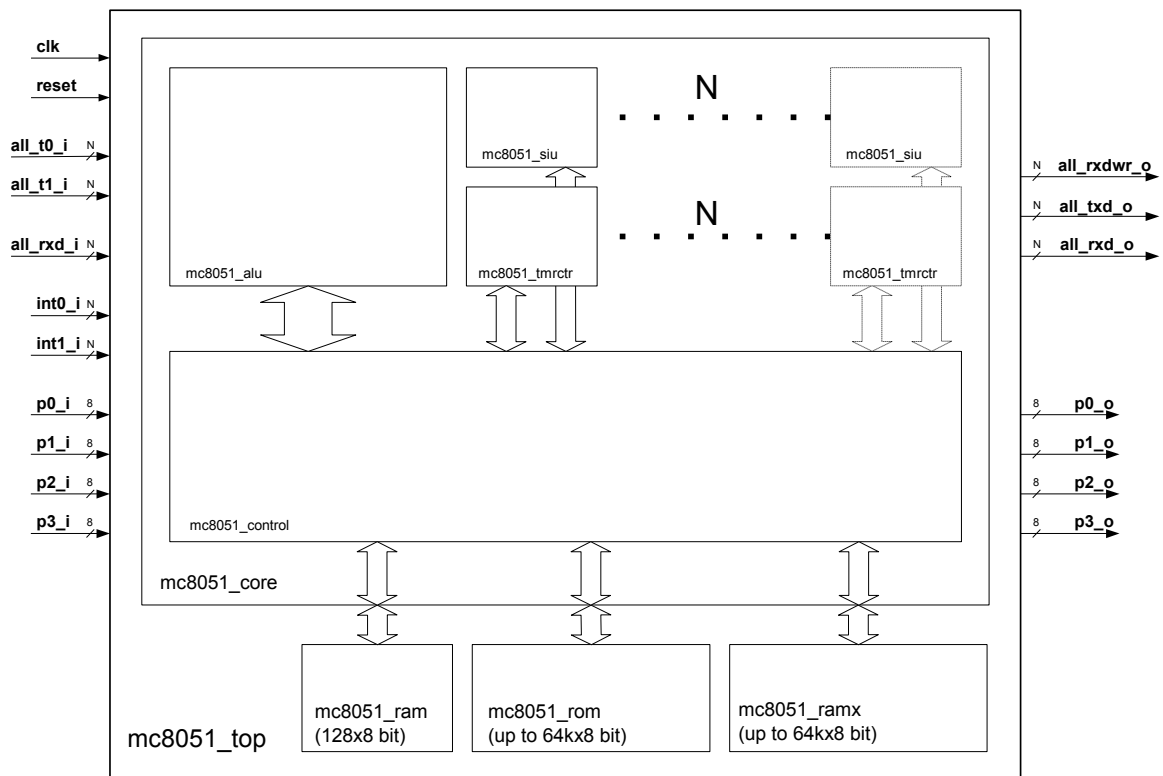 clk
reset
all_t0_i N
all_t1_i N
all_rxd_i N
int0_i N
int1_i N
p0_i 8
p1_i 8
p2_i 8
p3_i 8
mc8051_alu
mc8051_siu
N
mc8051_siu
mc8051_tmrctr
N
mc8051_tmrctr
mc8051_control
mc8051_core
mc8051_ram
(128x8 bit)
mc8051_rom
(up to 64kx8 bit)
mc8051_ramx
(up to 64kx8 bit)
mc8051_top
N all_rxdwr_o
N all_txd_o
N all_rxd_o
8 p0_o
8 p1_o
8 p2_o
8 p3_o